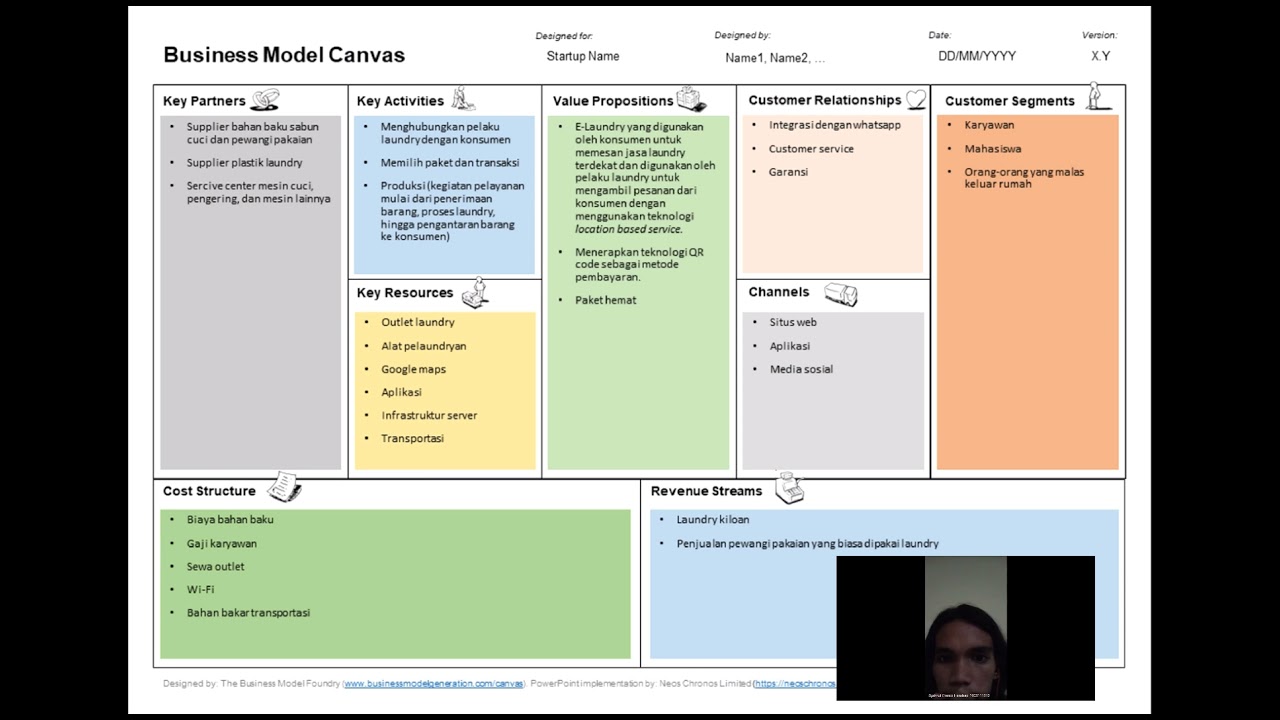 Business Model Canvas
Designed for:
Startup Name
Designed by:
Name1, Name2, …
Date:
DD/MM/YYYY
Version:
X.Y
Key Partners
• Supplier bahan baku sabun
cuci dan pewangi pakaian
• Supplier plastik laundry
• Sercive center mesin cuci,
pengering, dan mesin lainnya
Key Activities
• Menghubungkan pelaku
laundry dengan konsumen
• Memilih paket dan transaksi
• Produksi (kegiatan pelayanan
mulai dari penerimaan
barang, proses laundry,
hingga pengantaran barang
ke konsumen)
Key Resources
• Outlet laundry
• Alat pelaundryan
• Google maps
• Aplikasi
• Infrastruktur server
• Transportasi
Value Propositions
• E-Laundry yang digunakan
oleh konsumen untuk
memesan jasa laundry
terdekat dan digunakan oleh
pelaku laundry untuk
mengambil pesanan dari
konsumen dengan
menggunakan teknologi
location based service.
• Menerapkan teknologi QR
code sebagai metode
pembayaran.
• Paket hemat
Customer Relationships
• Integrasi dengan whatsapp
• Customer service
• Garansi
Channels
• Situs web
• Aplikasi
• Media sosial
Customer Segments
• Karyawan
• Mahasiswa
• Orang-orang yang malas
keluar rumah
Cost Structure
• Biaya bahan baku
• Gaji karyawan
• Sewa outlet
• Wi-Fi
• Bahan bakar transportasi
Revenue Streams
• Laundry kiloan
• Penjualan pewangi pakaian yang biasa dipakai laundry
Designed by: The Business Model Foundry (www.businessmodelgeneration.com/canvas). PowerPoint implementation by: Neos Chronos Limited (https://neoschronos